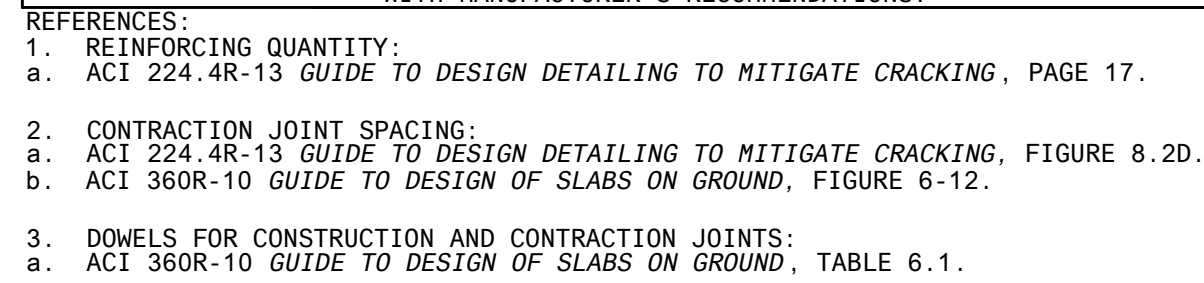 WITH MANUFACTURER'S RECOMMENDATIONS.
REFERENCES:
1. REINFORCING QUANTITY:
a. ACI 224.4R-13 GUIDE TO DESIGN DETAILING TO MITIGATE CRACKING, PAGE 17.
2. CONTRACTION JOINT SPACING:
a. ACI 224.4R-13 GUIDE TO DESIGN DETAILING TO MITIGATE CRACKING, FIGURE 8.2D.
b. ACI 360R-10 GUIDE TO DESIGN OF SLABS ON GROUND, FIGURE 6-12.
3. DOWELS FOR CONSTRUCTION AND CONTRACTION JOINTS:
a. ACI 360R-10 GUIDE TO DESIGN OF SLABS ON GROUND, TABLE 6.1.